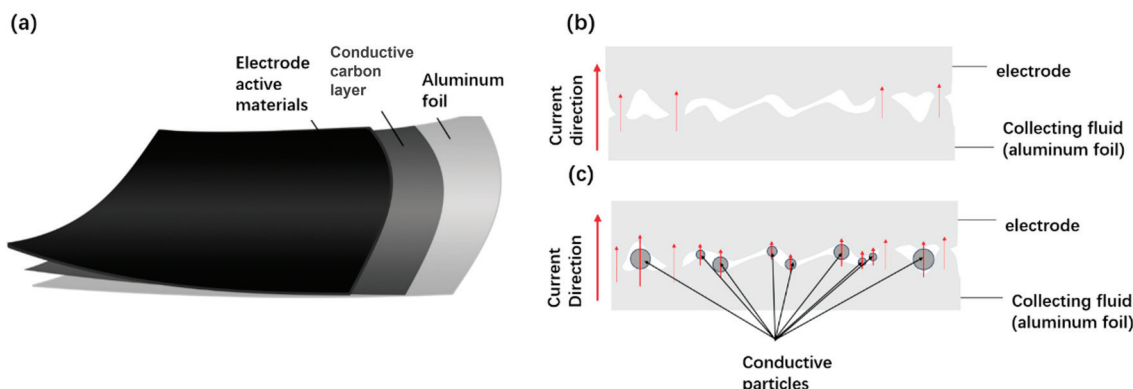 (a)
Electrode
active
materials
Conductive
carbon
layer
Aluminum
foil
(b)
Current
direction
electrode
Collecting fluid
(aluminum foil)
(c)
Current
Direction
electrode
Collecting fluid
(aluminum foil)
Conductive
particles